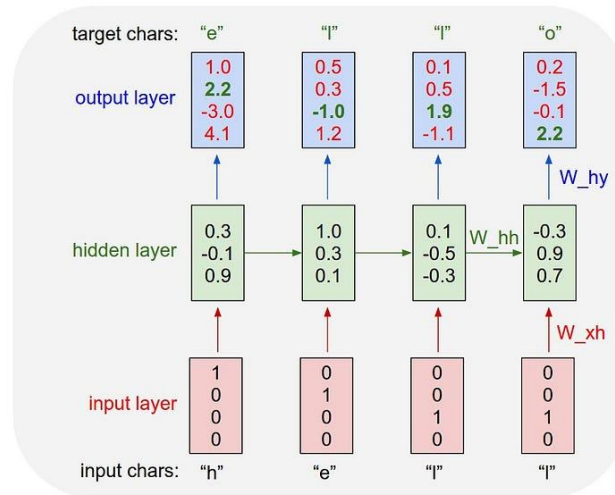 target chars: “e” “l” “l” “o”
output layer
1.0 0.5 0.1 0.2
2.2 0.3 0.5 -1.5
-3.0 -1.0 1.9 -0.1
4.1 1.2 -1.1 2.2
W_hy
hidden layer
0.3 1.0 0.1 -0.3
-0.1 0.3 -0.5 0.9
0.9 0.1 -0.3 0.7
W_hh
W_xh
input layer
1 0 0 0
0 1 0 0
0 0 1 1
0 0 0 0
input chars: “h” “e” “l” “l”